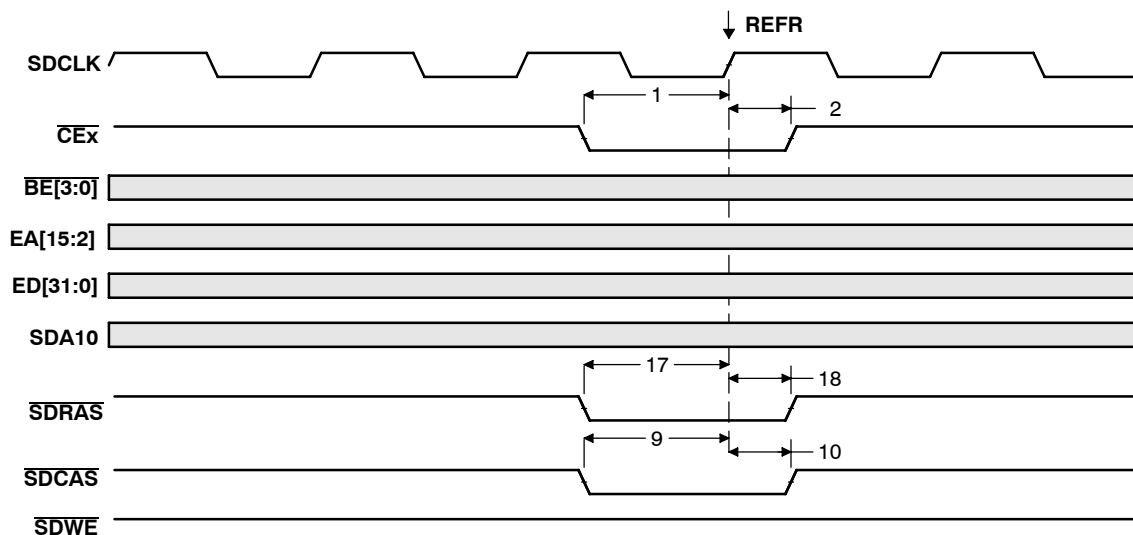 REFR
SDCLK
1
2
CEx
BE[3:0]
EA[15:2]
ED[31:0]
SDA10
17
18
SDRAS
9
10
SDCAS
SDWE